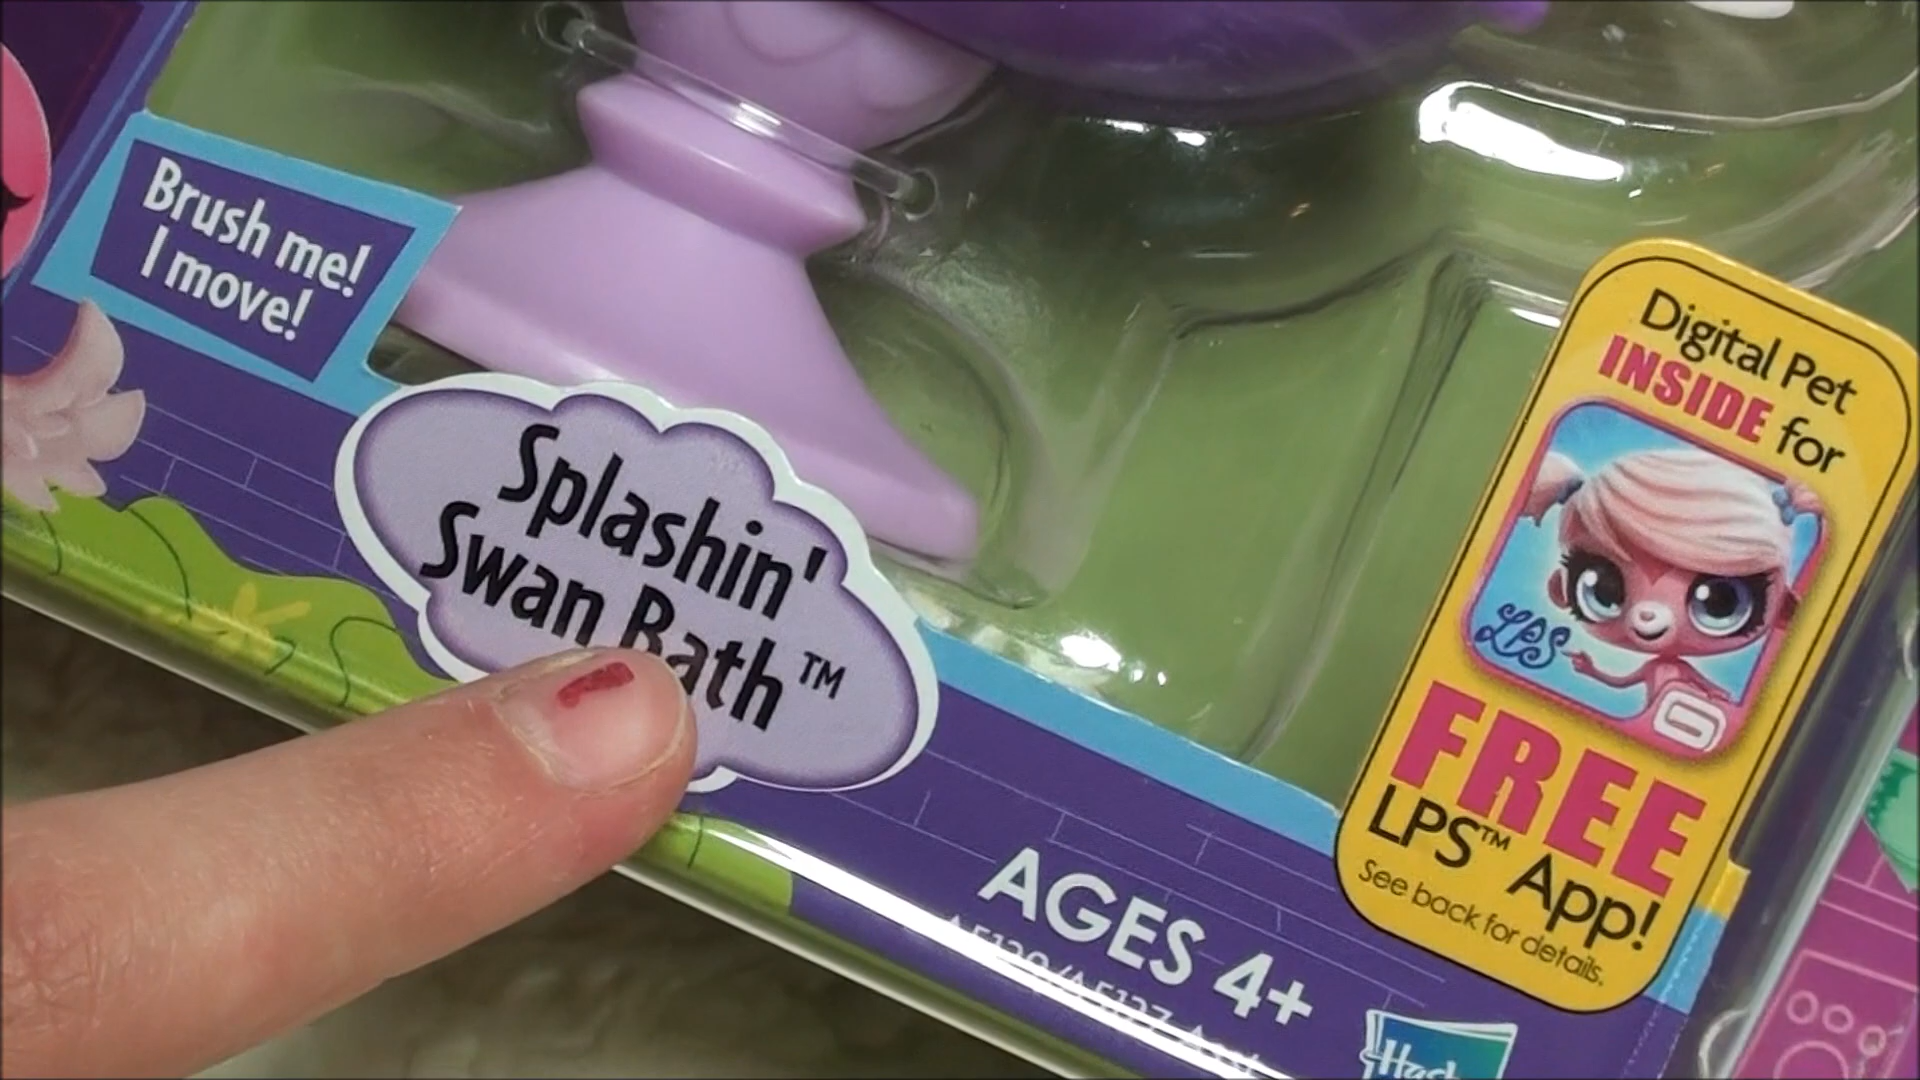 Brush me!
I move!
Splashin'
Swan Bath™
Digital Pet
INSIDE for
LPS
FREE
LPS™ App!
See back for details.
AGES 4+